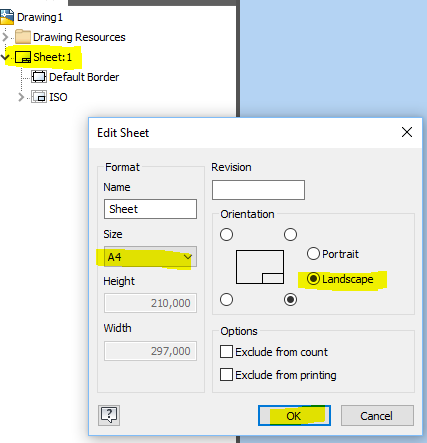 Drawing1
Drawing Resources
Sheet:1
Default Border
ISO
Edit Sheet
Format
Name
Sheet
Size
A4
Height
210,000
Width
297,000
Revision
Orientation
Portrait
Landscape
Options
Exclude from count
Exclude from printing
?
OK
Cancel